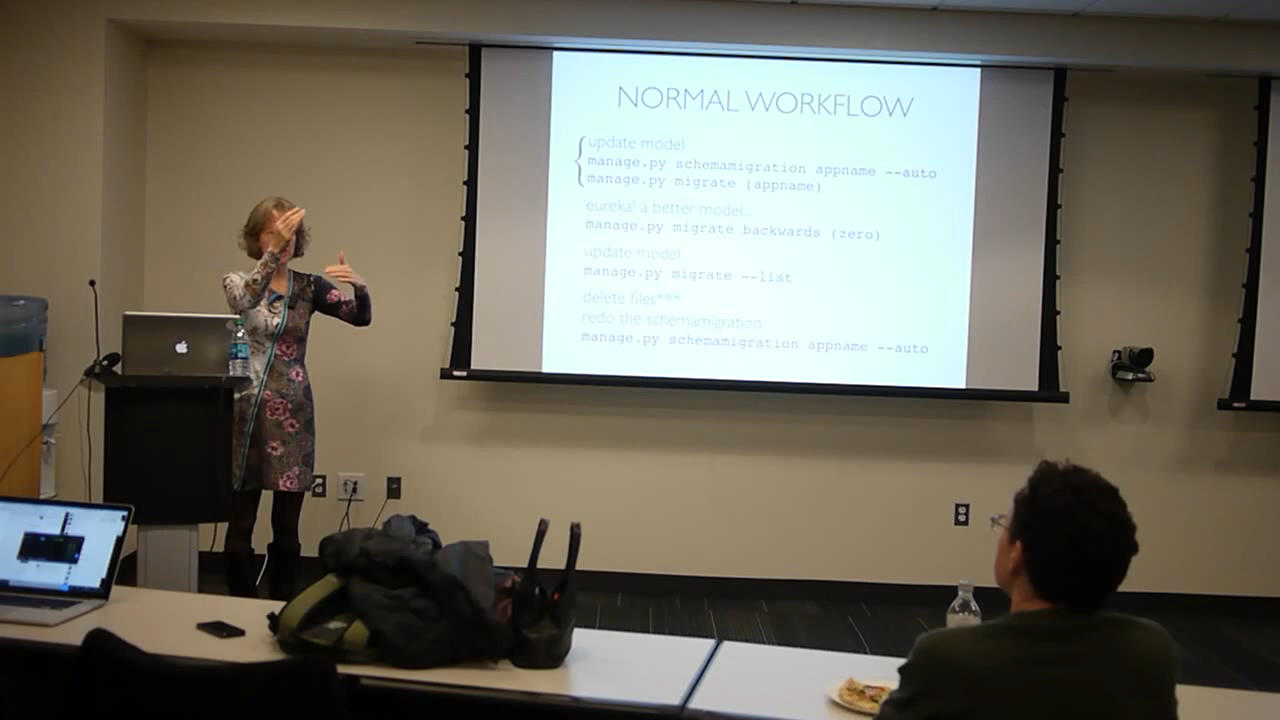 NORMAL WORKFLOW
update model
manage.py schemamigration appname --auto
manage.py migrate (appname)
eureka! a better model...
manage.py migrate backwards (zero)
update model
manage.py migrate --list
delete files***
redo the schemamigration
manage.py schemamigration appname --auto